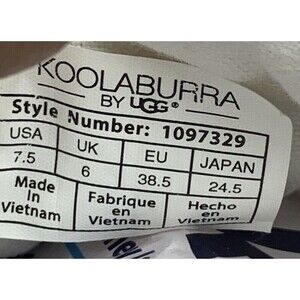 KOOLABURRA
BY UGG®
Style Number: 1097329
USA UK EU JAPAN
7.5 6 38.5 24.5
Made in Vietnam
Fabrique en Vietnam
Hecho en Vietnam